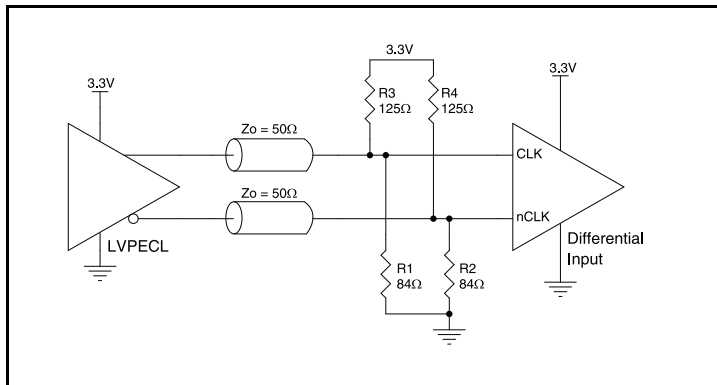 3.3V
3.3V
3.3V
R3
125Ω
R4
125Ω
Zo = 50Ω
CLK
Zo = 50Ω
nCLK
LVPECL
Differential
Input
R1
84Ω
R2
84Ω